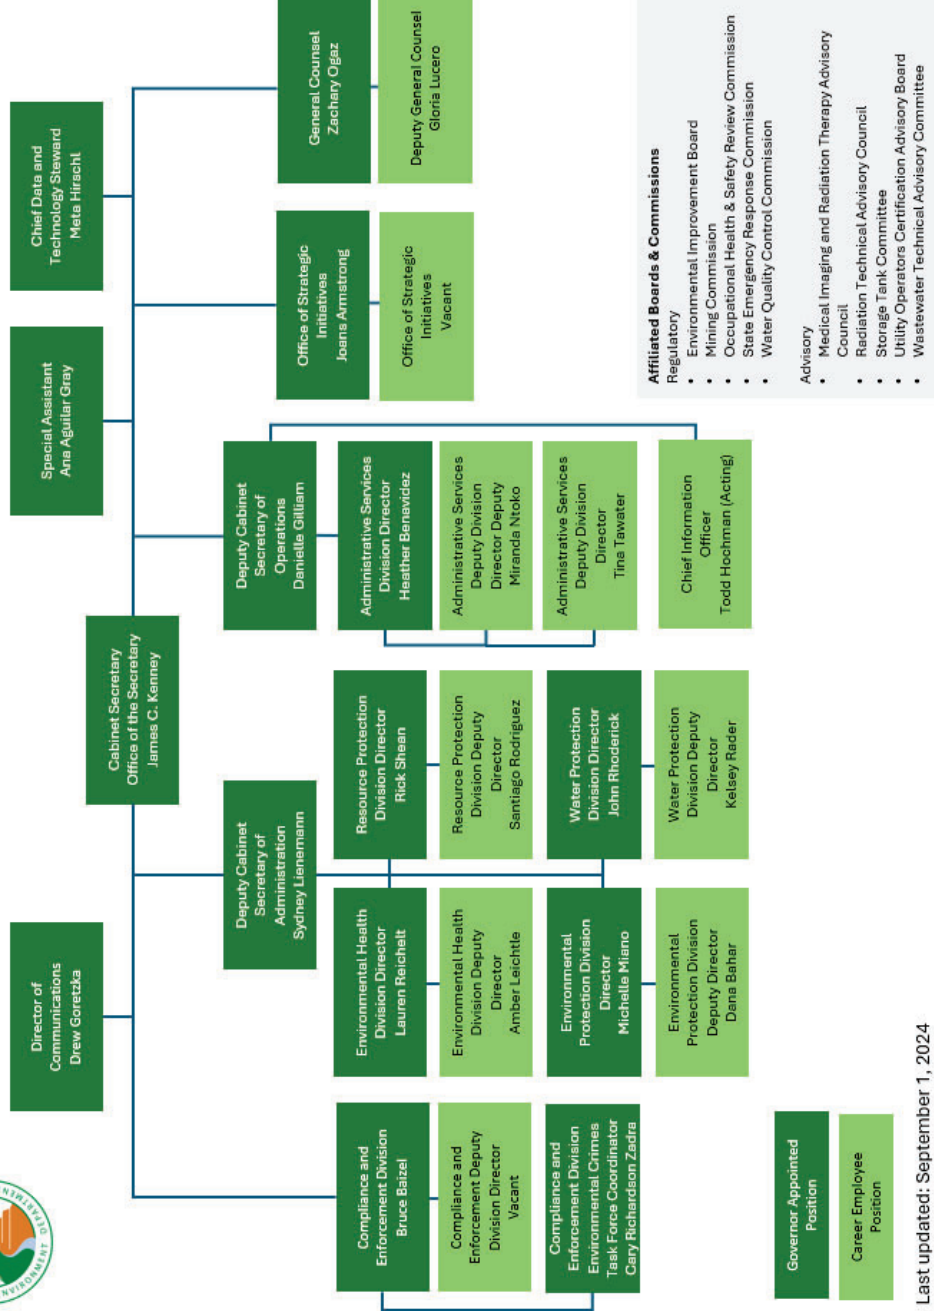 ENVIRONMENT DEPARTMENT
Director of
Communications
Drew Goretzka
Special Assistant
Ana Aguilar Gray
Chief Data and
Technology Steward
Meta Hirschl
Cabinet Secretary
Office of the Secretary
James C. Kenney
Compliance and
Enforcement Division
Bruce Baizel
Compliance and
Enforcement Deputy
Division Director
Vacant
Compliance and
Enforcement Division
Environmental Crimes
Task Force Coordinator
Cary Richardson Zadra
Deputy Cabinet
Secretary of
Administration
Sydney Lienemann
Environmental Health
Division Director
Lauren Reichelt
Environmental Health
Division Deputy
Director
Amber Leichtle
Environmental
Protection Division
Director
Michelle Miano
Environmental
Protection Division
Deputy Director
Dana Bahar
Resource Protection
Division Director
Rick Shean
Resource Protection
Division Deputy
Director
Santiago Rodriguez
Water Protection
Division Director
John Rhoderick
Water Protection
Division Deputy
Director
Kelsey Rader
Deputy Cabinet
Secretary of
Operations
Danielle Gilliam
Administrative Services
Division Director
Heather Benavidez
Administrative Services
Deputy Division
Director Deputy
Miranda Ntoko
Administrative Services
Deputy Division
Director
Tina Tawater
Chief Information
Officer
Todd Hochman (Acting)
Office of Strategic
Initiatives
Joans Armstrong
Office of Strategic
Initiatives
Vacant
General Counsel
Zachary Ogaz
Deputy General Counsel
Gloria Lucero
Affiliated Boards & Commissions
Regulatory
• Environmental Improvement Board
• Mining Commission
• Occupational Health & Safety Review Commission
• State Emergency Response Commission
• Water Quality Control Commission
Advisory
• Medical Imaging and Radiation Therapy Advisory
Council
• Radiation Technical Advisory Council
• Storage Tank Committee
• Utility Operators Certification Advisory Board
• Wastewater Technical Advisory Committee
Governor Appointed
Position
Career Employee
Position
Last updated: September 1, 2024